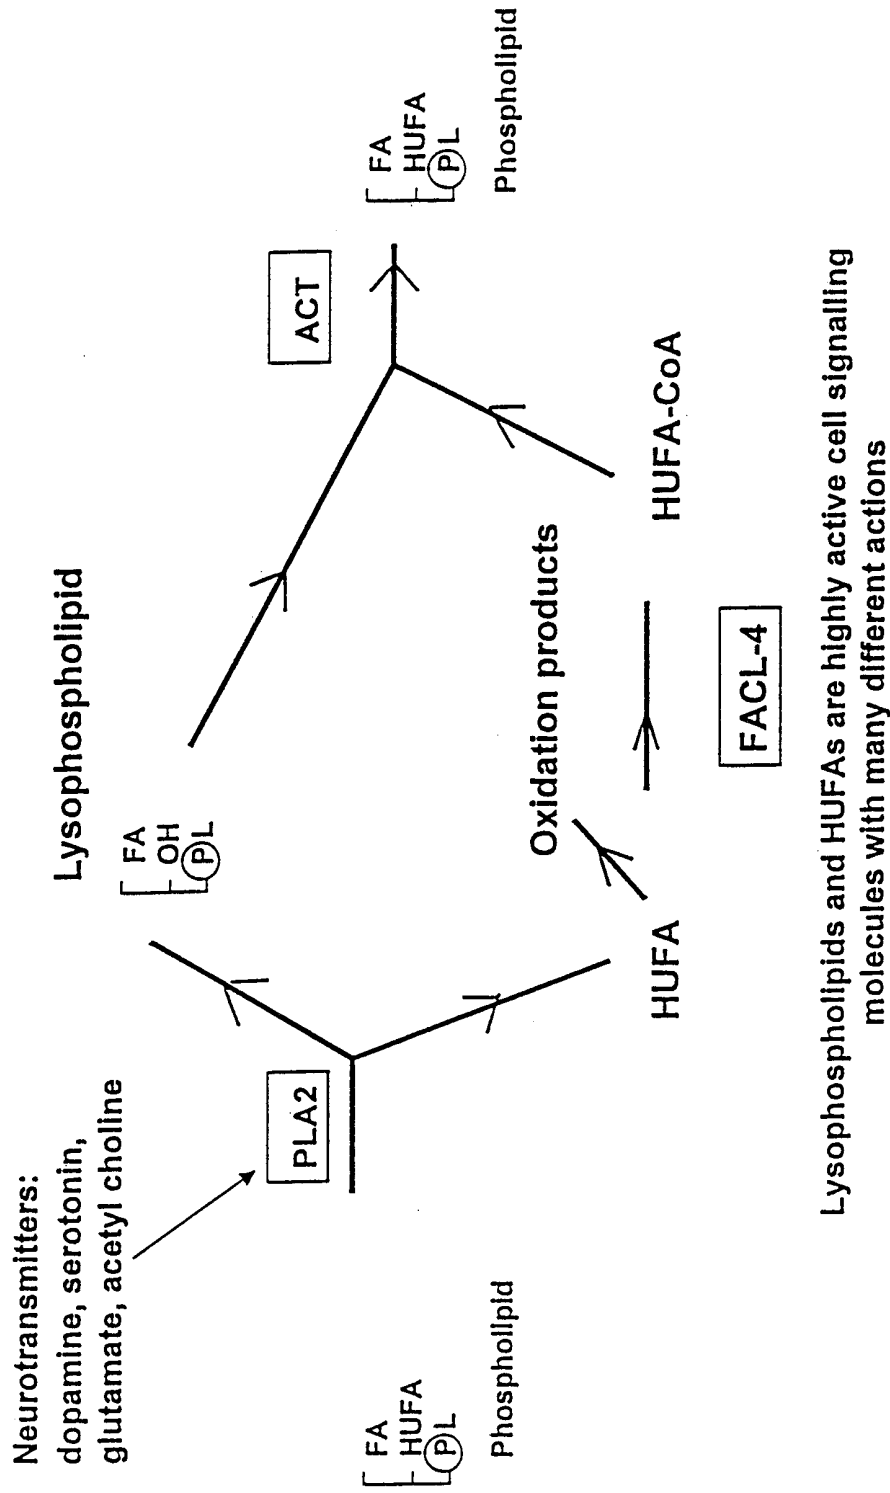 Neurotransmitters:
dopamine, serotonin,
glutamate, acetyl choline
FA
HUFA
P L
Phospholipid
PLA2
Lysophospholipid
FA
OH
P L
HUFA
Oxidation products
FACL-4
HUFA-CoA
ACT
FA
HUFA
P L
Phospholipid
Lysophospholipids and HUFAs are highly active cell signalling
molecules with many different actions